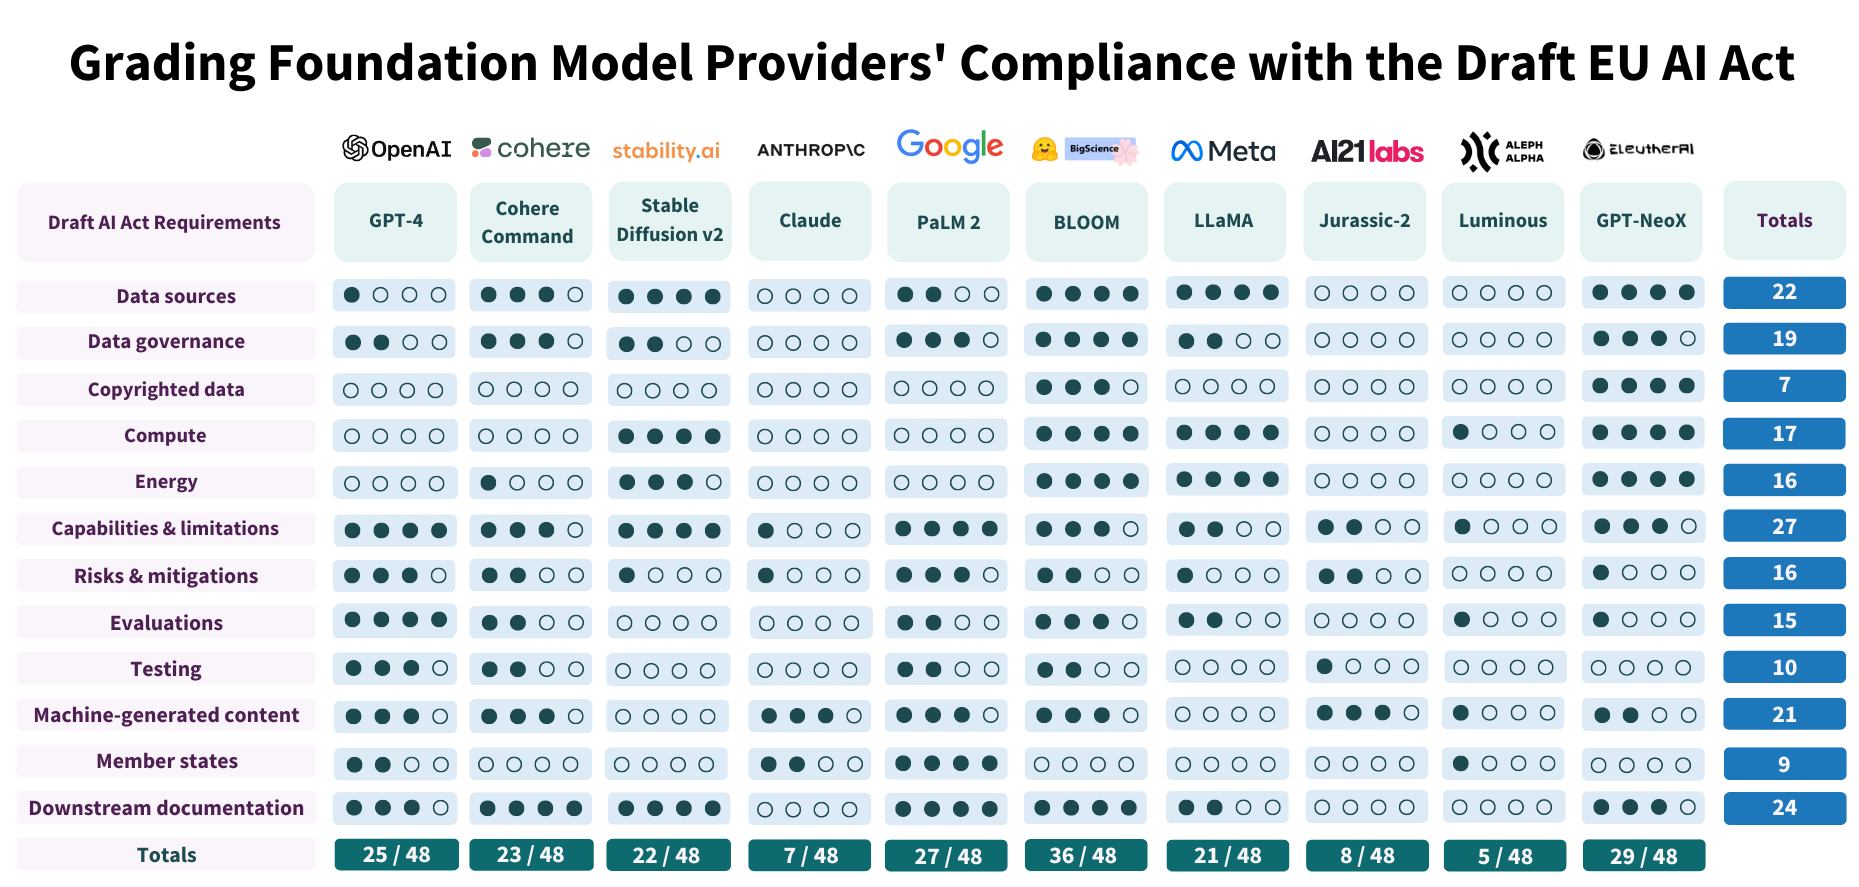 Grading Foundation Model Providers' Compliance with the Draft EU AI Act
OpenAI cohere stability.ai ANTHROP\C Google BigScience Meta AI21labs ALEPH ALPHA EleutherAI
Draft AI Act Requirements GPT-4 Cohere Command Stable Diffusion v2 Claude PaLM 2 BLOOM LLaMA Jurassic-2 Luminous GPT-NeoX Totals
Data sources 22
Data governance 19
Copyrighted data 7
Compute 17
Energy 16
Capabilities & limitations 27
Risks & mitigations 16
Evaluations 15
Testing 10
Machine-generated content 21
Member states 9
Downstream documentation 24
Totals 25 / 48 23 / 48 22 / 48 7 / 48 27 / 48 36 / 48 21 / 48 8 / 48 5 / 48 29 / 48